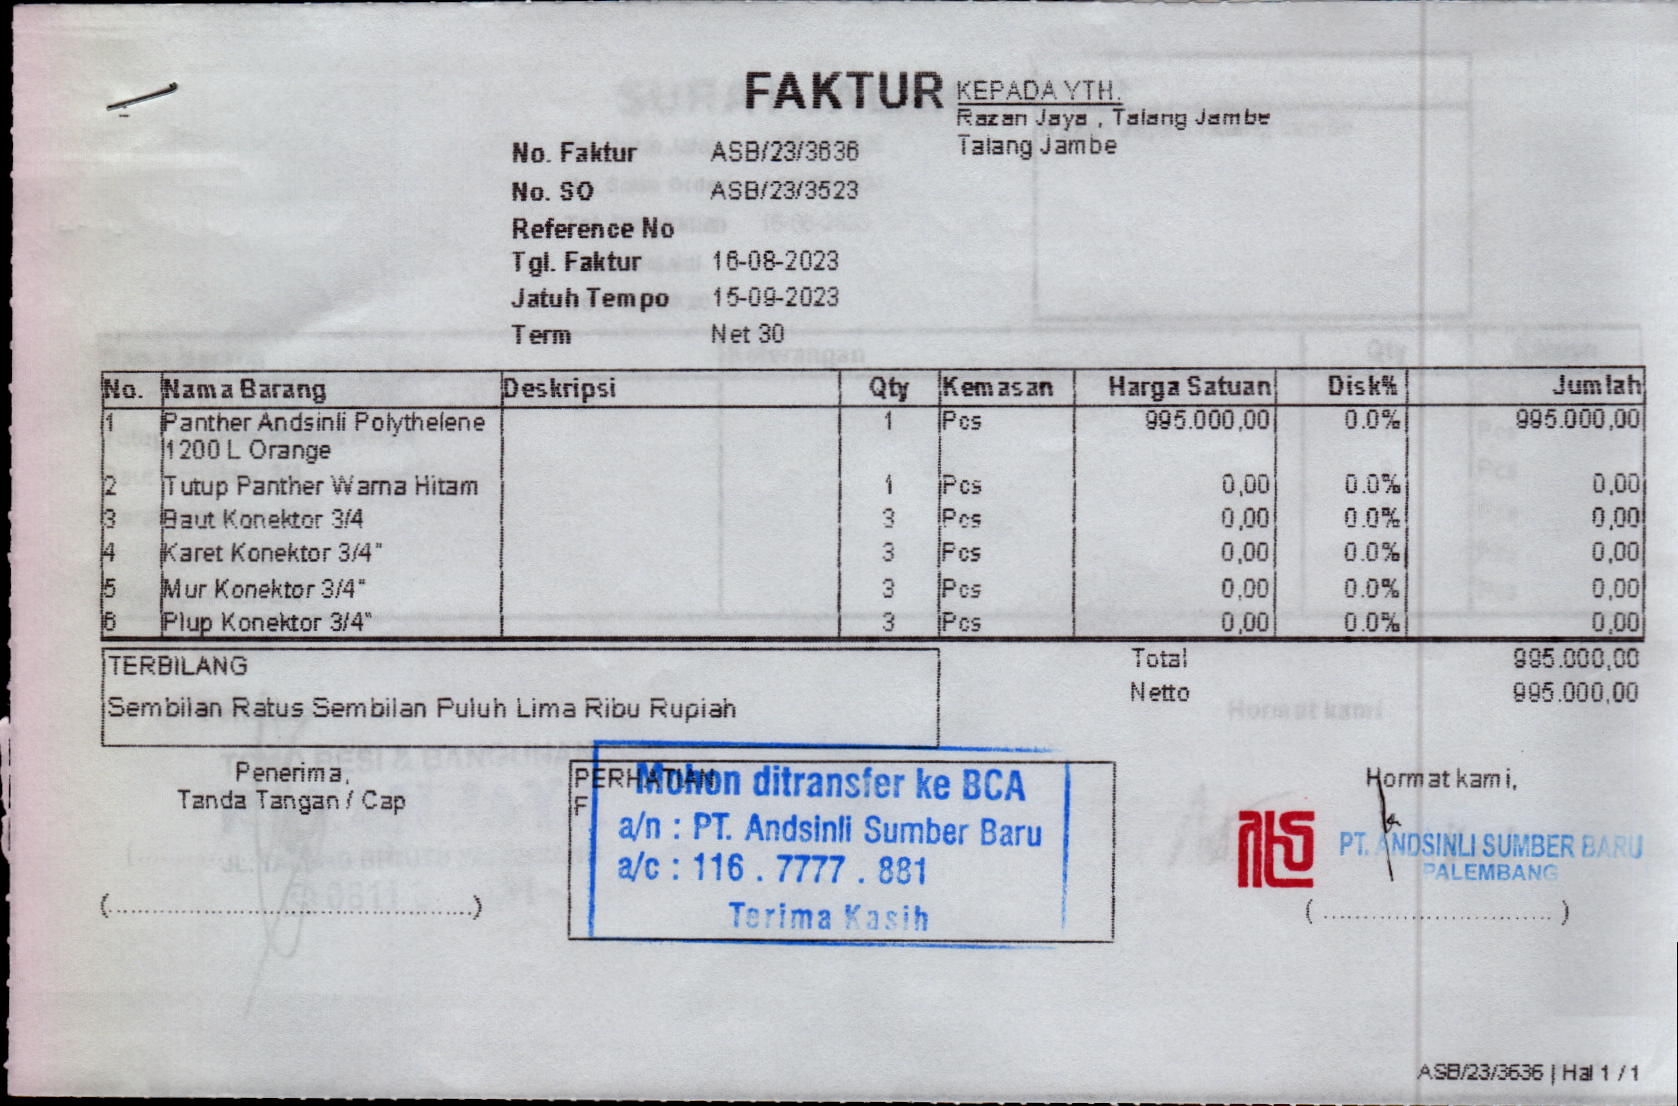 FAKTUR
KEPADA YTH.
Razan Jaya , Talang Jambe
Talang Jambe
No. Faktur ASB/23/3636
No. SO ASB/23/3523
Reference No
Tgl. Faktur 16-08-2023
Jatuh Tempo 15-09-2023
Term Net 30
No. Nama Barang Deskripsi Qty Kemasan Harga Satuan Disk% Jumlah
1 Panther Andsinli Polythelene 1 Pcs 995.000,00 0.0% 995.000,00
1200 L Orange
2 Tutup Panther Warna Hitam 1 Pcs 0,00 0.0% 0,00
3 Baut Konektor 3/4 3 Pcs 0,00 0.0% 0,00
4 Karet Konektor 3/4" 3 Pcs 0,00 0.0% 0,00
5 Mur Konektor 3/4" 3 Pcs 0,00 0.0% 0,00
6 Plup Konektor 3/4" 3 Pcs 0,00 0.0% 0,00
TERBILANG
Sembilan Ratus Sembilan Puluh Lima Ribu Rupiah
Total 995.000,00
Netto 995.000,00
Penerima,
Tanda Tangan / Cap
(....................................................)
PERHATIAN
F
Mohon ditransfer ke BCA
a/n : PT. Andsinli Sumber Baru
a/c : 116 . 7777 . 881
Terima Kasih
Hormat kami,
PT. ANDSINLI SUMBER BARU
PALEMBANG
( ................................ )
ASB/23/3636 | Hal 1 / 1